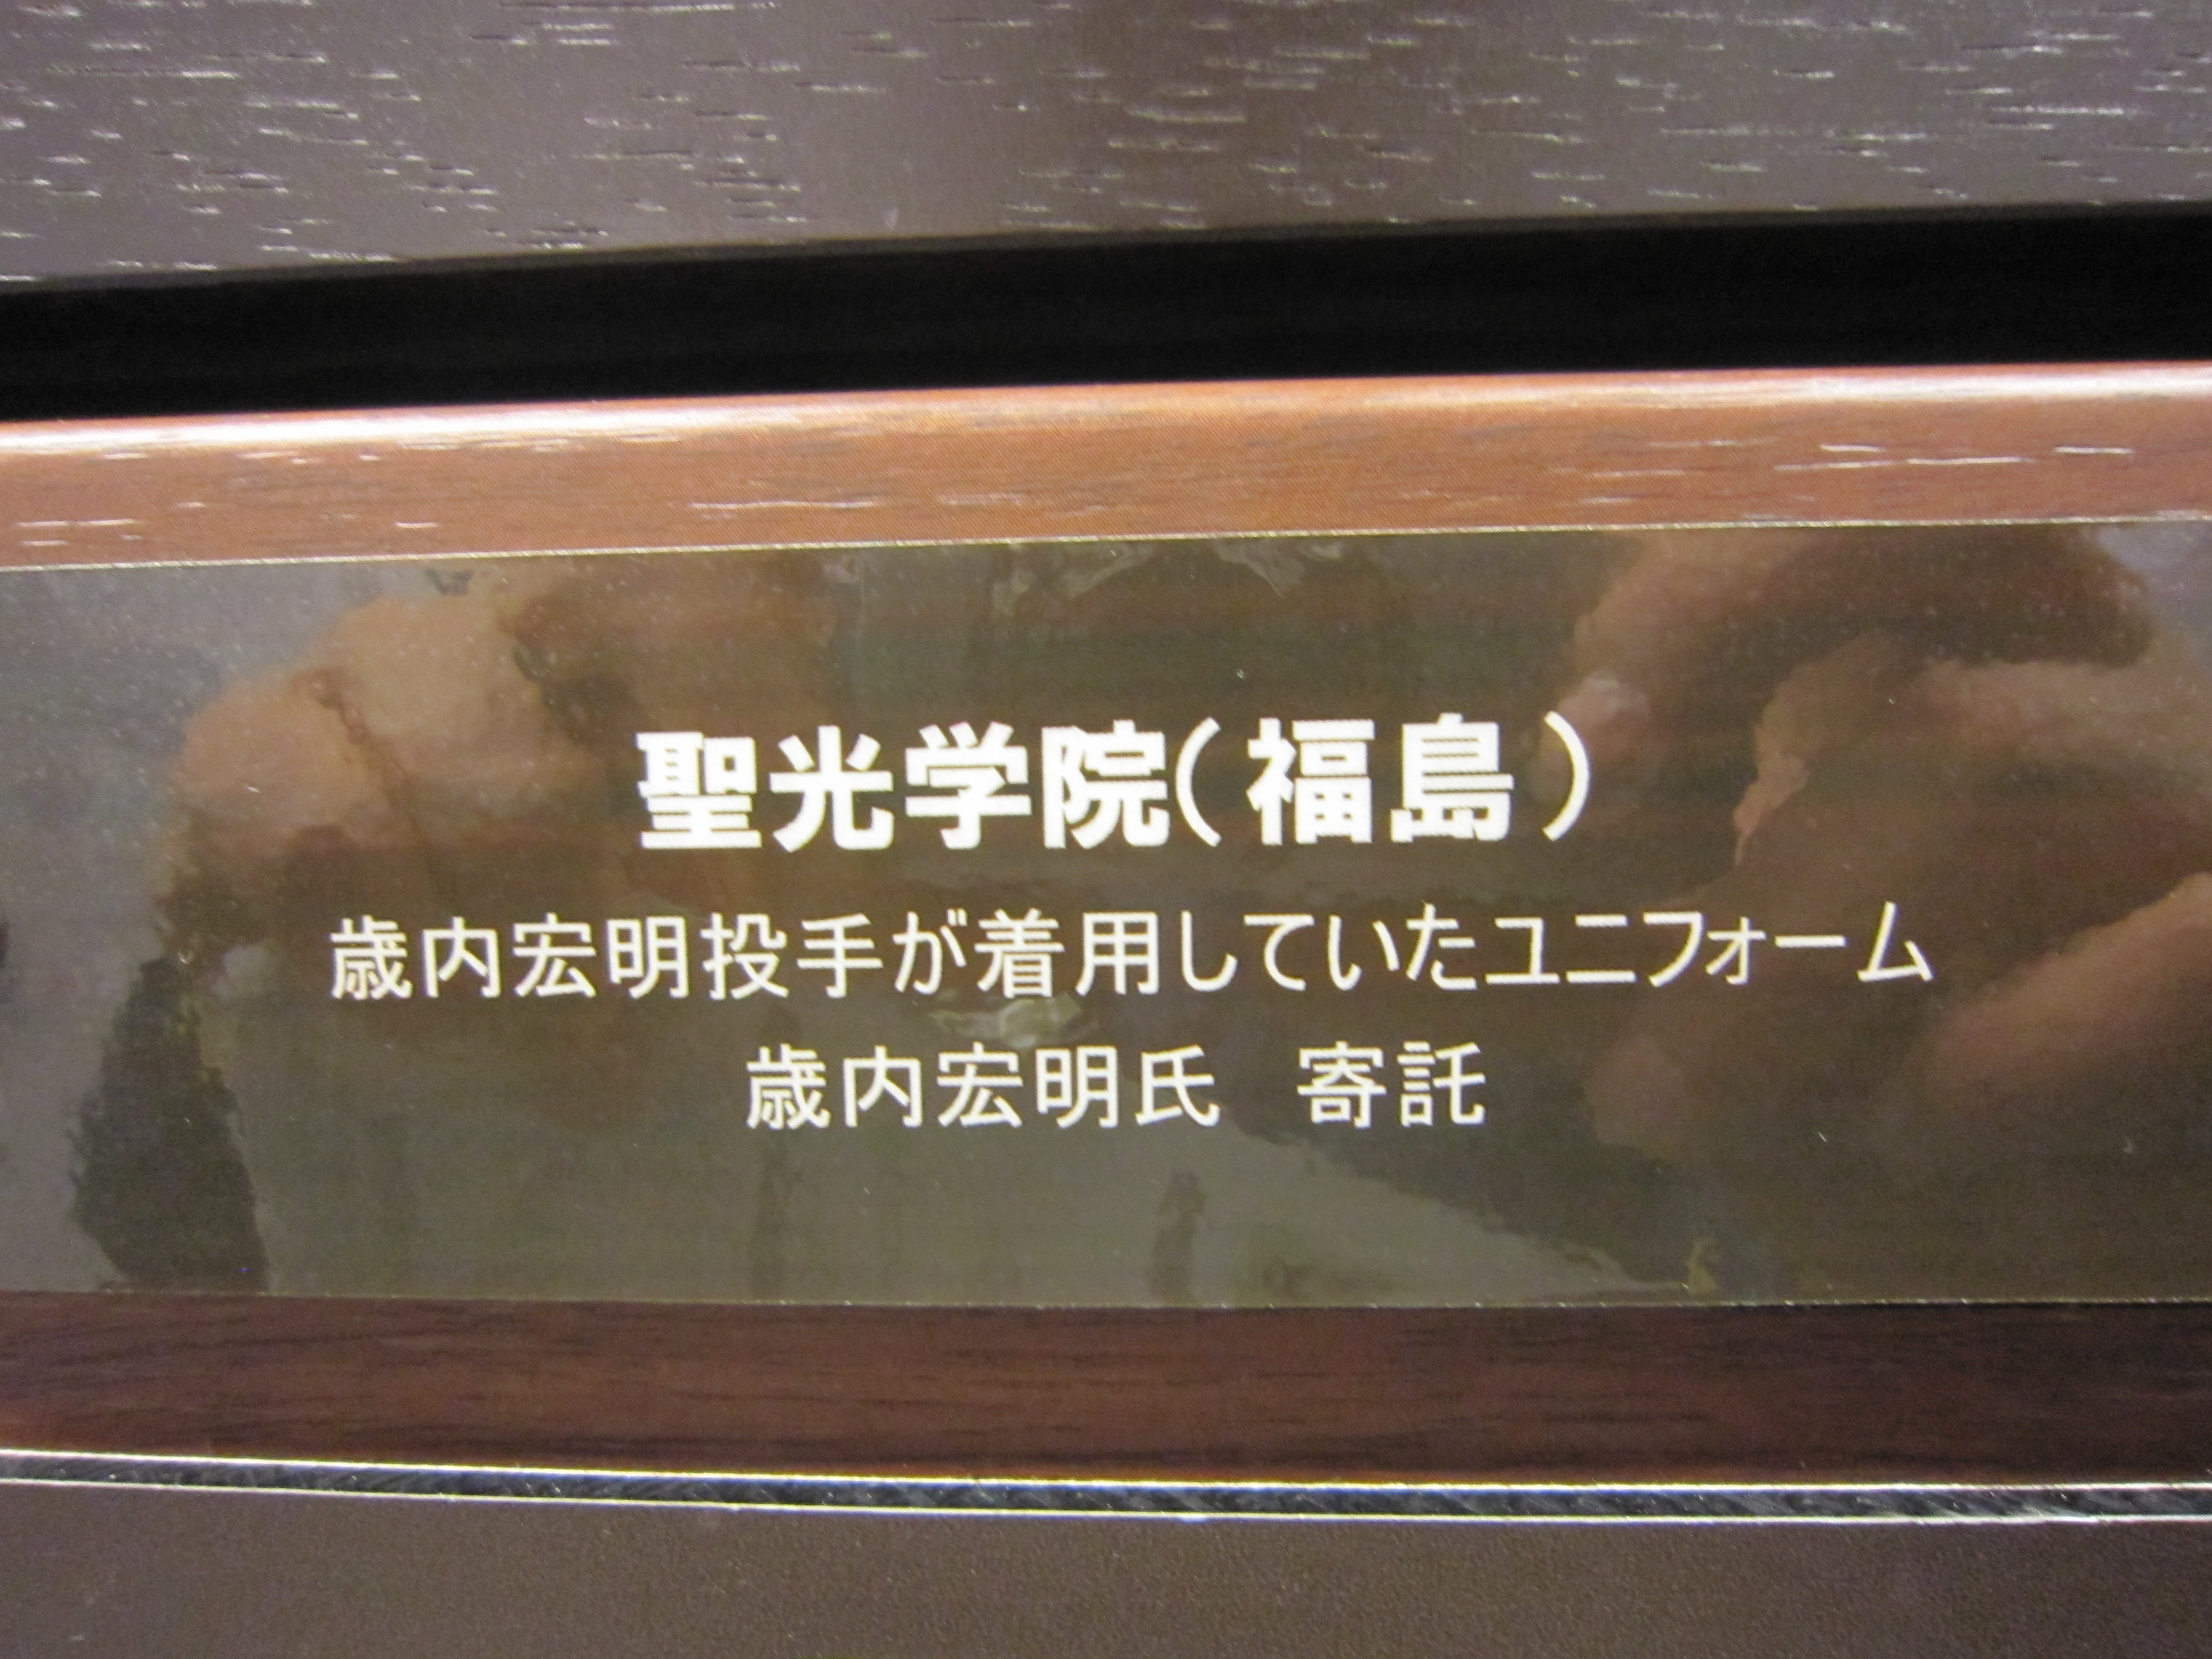 聖光学院(福島)
歳内宏明投手が着用していたユニフォーム
歳内宏明氏　寄託